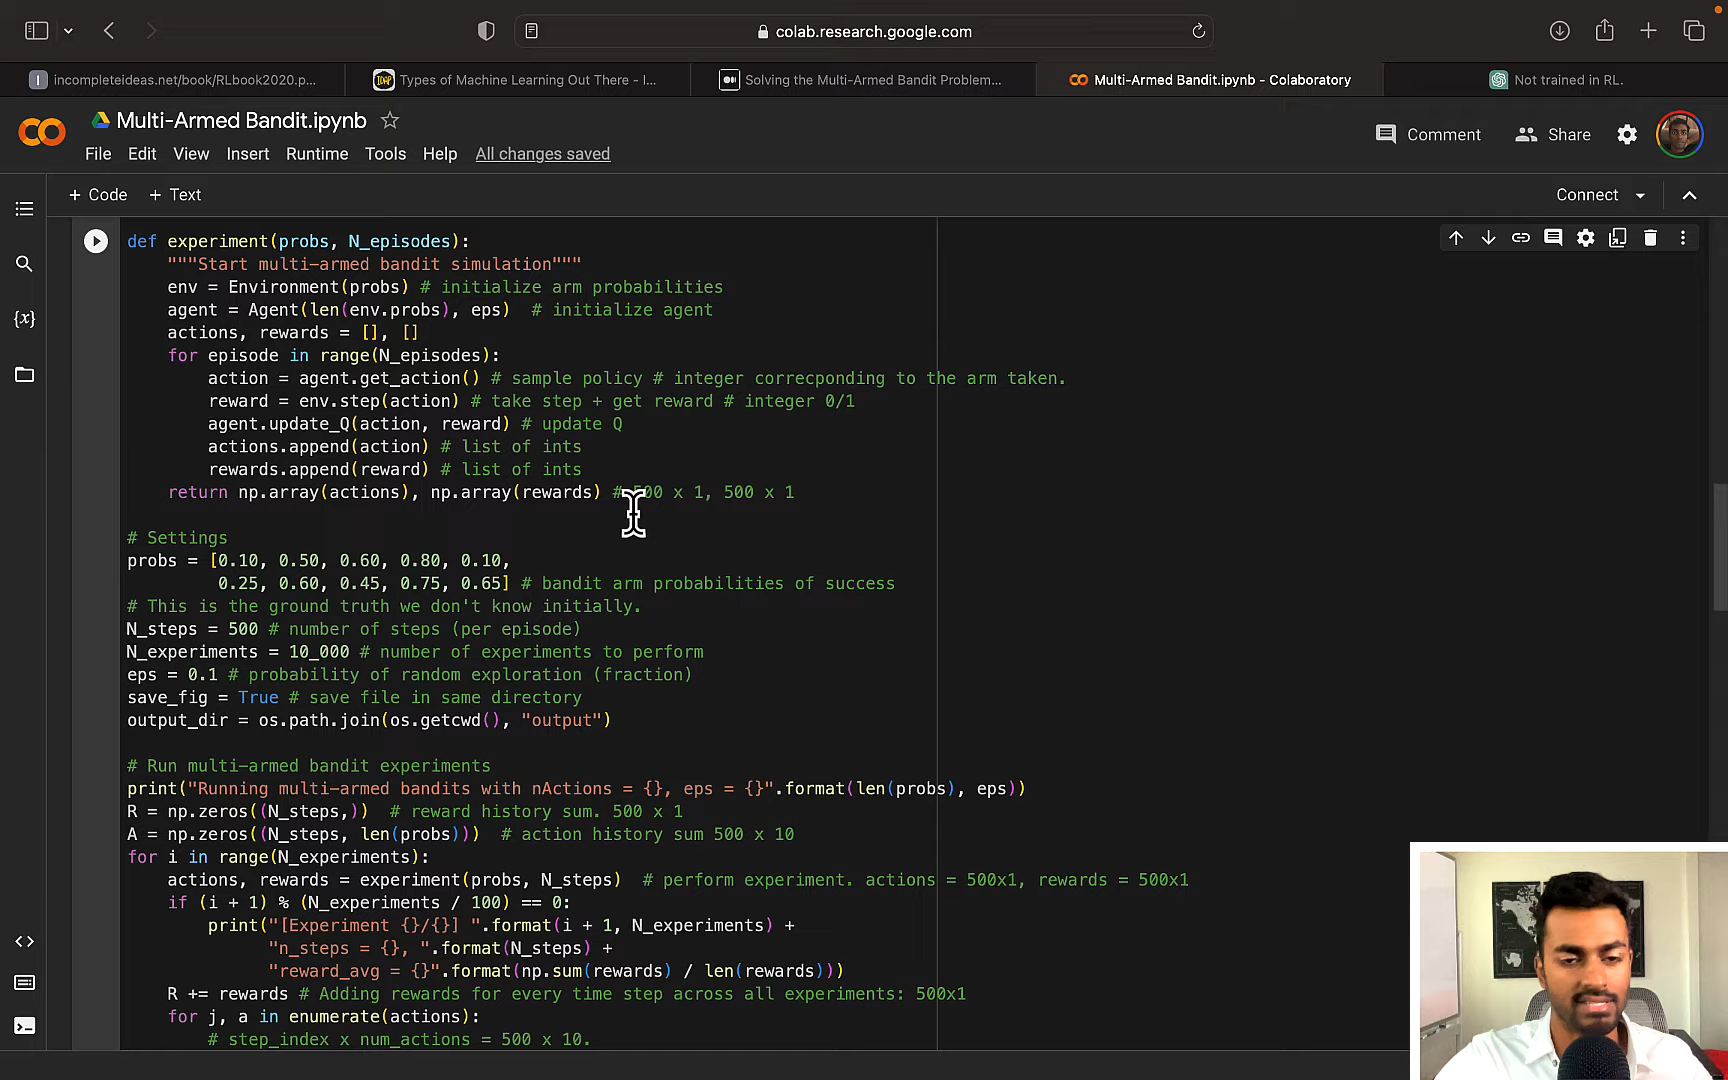 colab.research.google.com
incompleteideas.net/book/RLbook2020.p...
Types of Machine Learning Out There - I...
Solving the Multi-Armed Bandit Problem...
Multi-Armed Bandit.ipynb - Colaboratory
Not trained in RL.
Multi-Armed Bandit.ipynb
Comment
Share
File Edit View Insert Runtime Tools Help All changes saved
+ Code + Text
Connect
def experiment(probs, N_episodes):
"""Start multi-armed bandit simulation"""
env = Environment(probs) # initialize arm probabilities
agent = Agent(len(env.probs), eps)  # initialize agent
actions, rewards = [], []
for episode in range(N_episodes):
action = agent.get_action() # sample policy # integer correcponding to the arm taken.
reward = env.step(action) # take step + get reward # integer 0/1
agent.update_Q(action, reward) # update Q
actions.append(action) # list of ints
rewards.append(reward) # list of ints
return np.array(actions), np.array(rewards) # 500 x 1, 500 x 1
# Settings
probs = [0.10, 0.50, 0.60, 0.80, 0.10,
0.25, 0.60, 0.45, 0.75, 0.65] # bandit arm probabilities of success
# This is the ground truth we don't know initially.
N_steps = 500 # number of steps (per episode)
N_experiments = 10_000 # number of experiments to perform
eps = 0.1 # probability of random exploration (fraction)
save_fig = True # save file in same directory
output_dir = os.path.join(os.getcwd(), "output")
# Run multi-armed bandit experiments
print("Running multi-armed bandits with nActions = {}, eps = {}".format(len(probs), eps))
R = np.zeros((N_steps,))  # reward history sum. 500 x 1
A = np.zeros((N_steps, len(probs)))  # action history sum 500 x 10
for i in range(N_experiments):
actions, rewards = experiment(probs, N_steps)  # perform experiment. actions = 500x1, rewards = 500x1
if (i + 1) % (N_experiments / 100) == 0:
print("[Experiment {}/{}] ".format(i + 1, N_experiments) +
"n_steps = {}, ".format(N_steps) +
"reward_avg = {}".format(np.sum(rewards) / len(rewards)))
R += rewards # Adding rewards for every time step across all experiments: 500x1
for j, a in enumerate(actions):
# step_index x num_actions = 500 x 10.